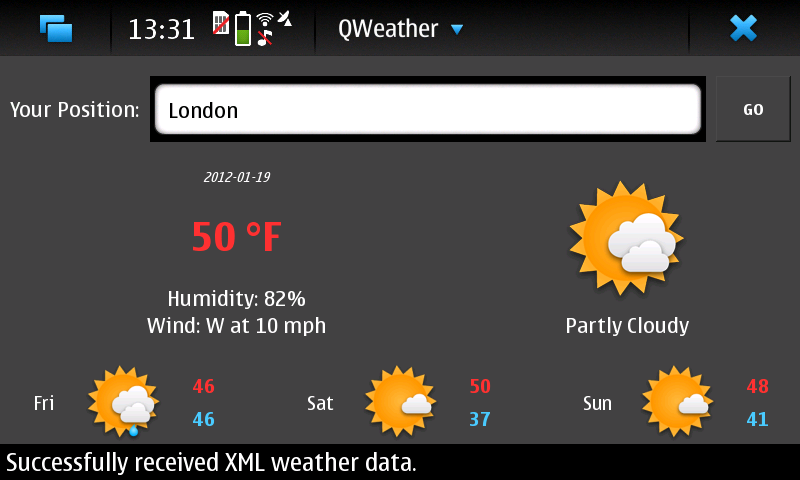 13:31 QWeather
Your Position: London GO
2012-01-19
50 °F
Humidity: 82%
Wind: W at 10 mph
Partly Cloudy
Fri 46 46
Sat 50 37
Sun 48 41
Successfully received XML weather data.